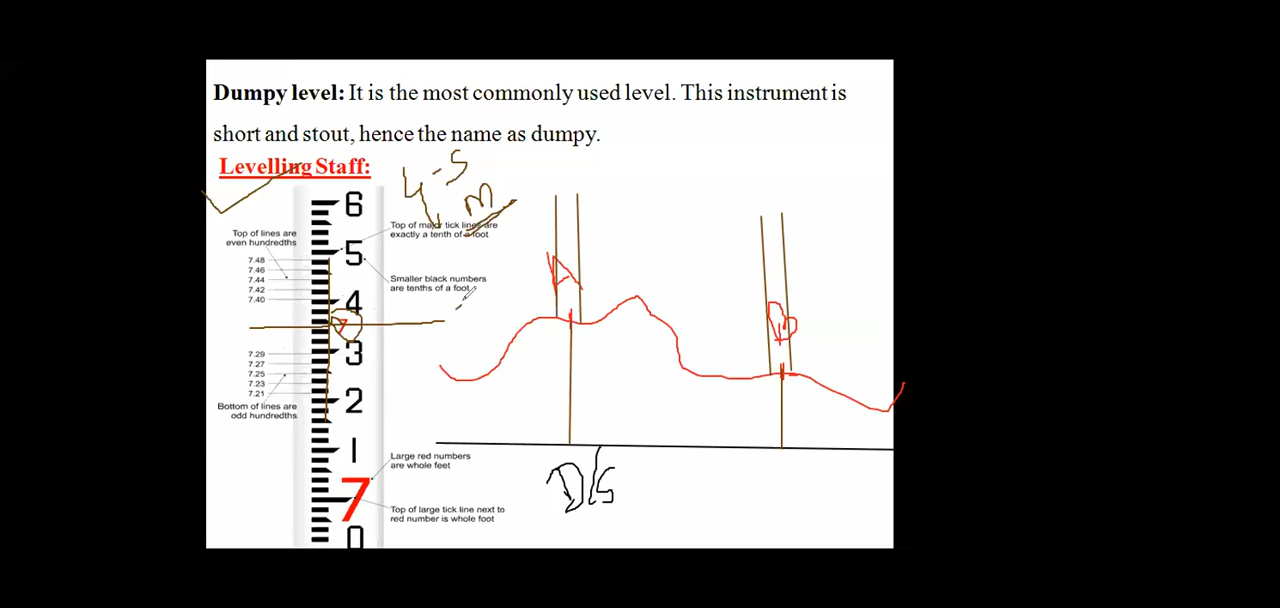 Dumpy level: It is the most commonly used level. This instrument is
short and stout, hence the name as dumpy.
Levelling Staff:
4-5
m
6
Top of lines are
even hundredths
Top of major tick lines are
exactly a tenth of a foot
5
7.48
7.46
7.44
7.42
7.40
Smaller black numbers
are tenths of a foot
4
3
7.29
7.27
7.25
7.23
7.21
2
Bottom of lines are
odd hundredths
1
Large red numbers
are whole feet
7
Top of large tick line next to
red number is whole foot
0
A